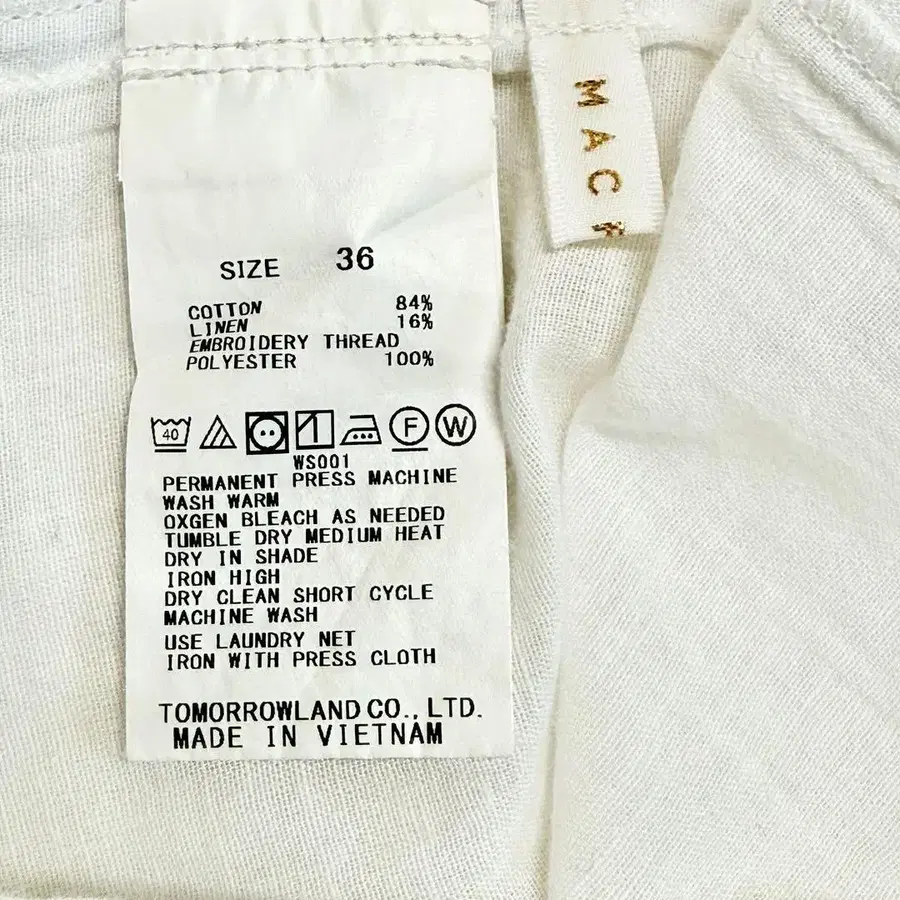 SIZE 36
COTTON 84%
LINEN 16%
EMBROIDERY THREAD
POLYESTER 100%
40 F W
WS001
PERMANENT PRESS MACHINE
WASH WARM
OXGEN BLEACH AS NEEDED
TUMBLE DRY MEDIUM HEAT
DRY IN SHADE
IRON HIGH
DRY CLEAN SHORT CYCLE
MACHINE WASH
USE LAUNDRY NET
IRON WITH PRESS CLOTH
TOMORROWLAND CO., LTD.
MADE IN VIETNAM
MAC